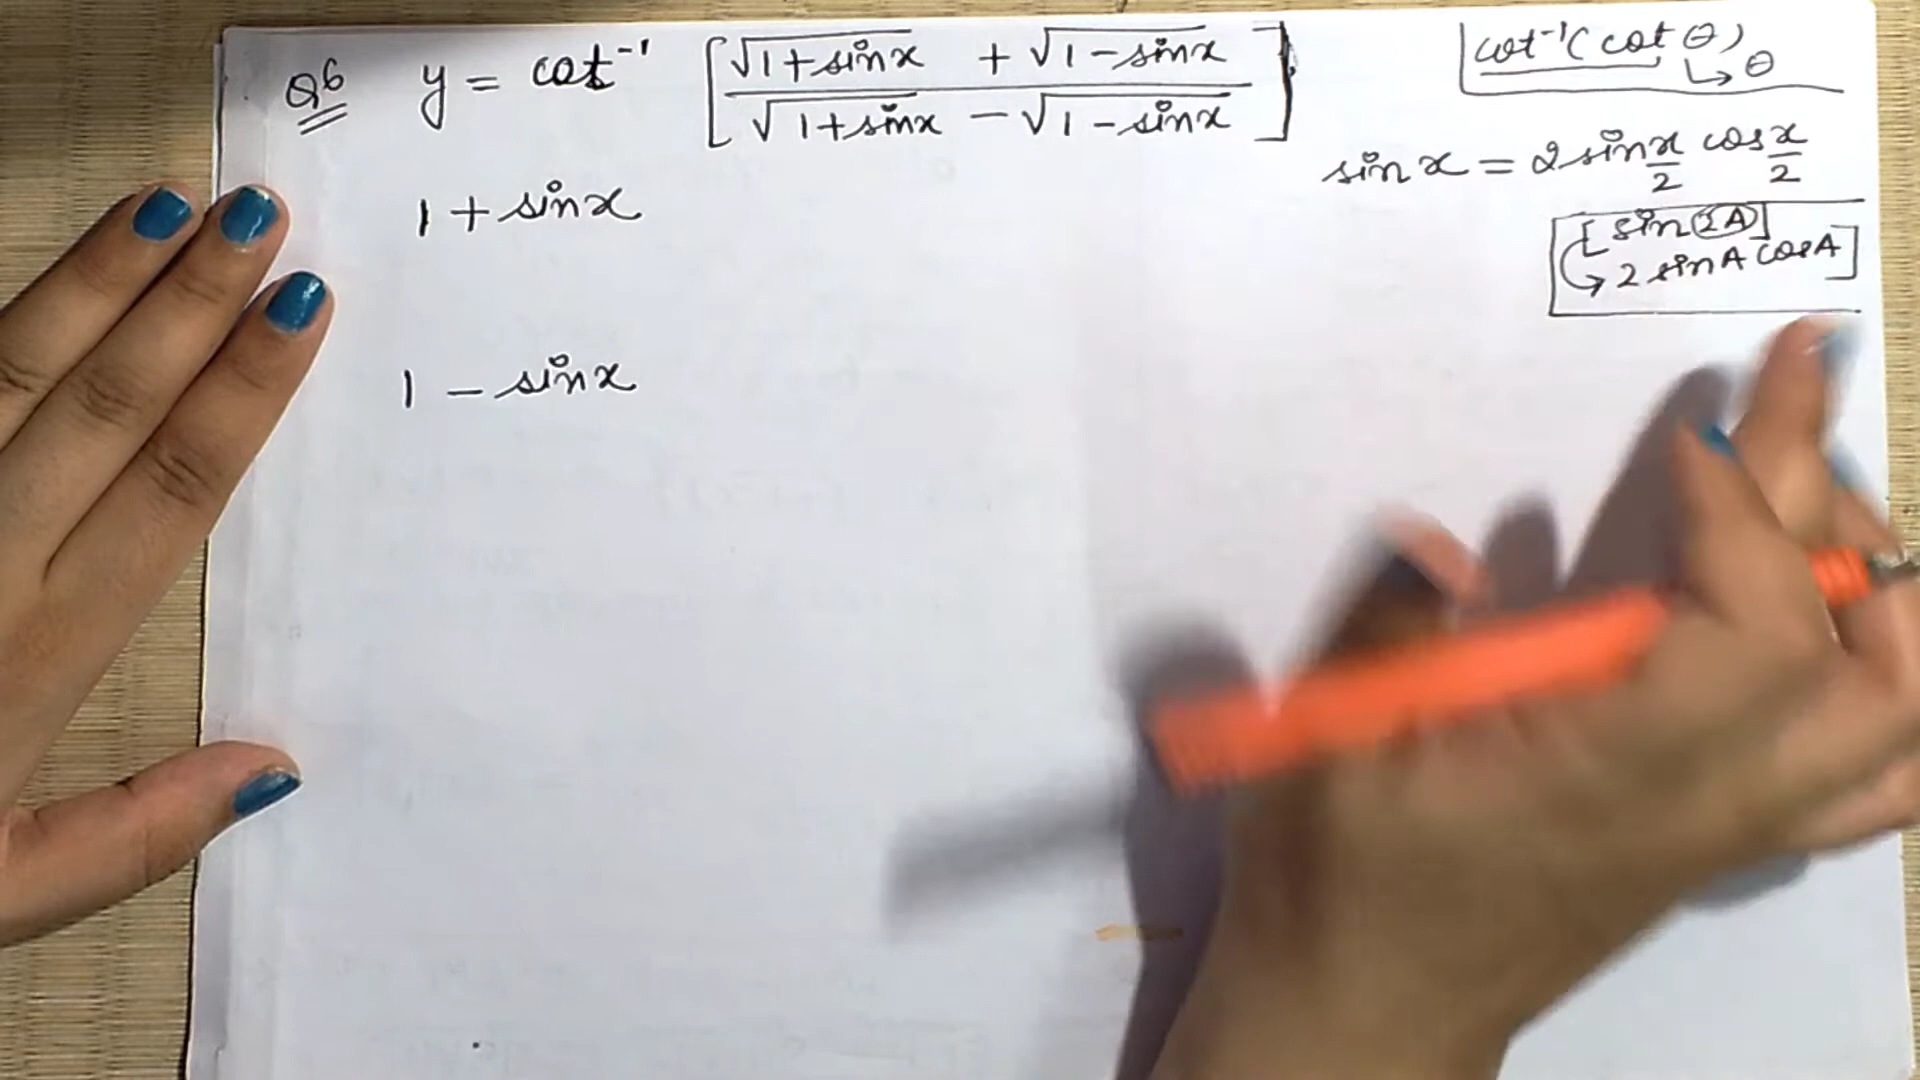 Q6 y = cot⁻¹ [ (√1+sinx + √1-sinx) / (√1+sinx - √1-sinx) ]
cot⁻¹(cot θ)
↳ θ
sin x = 2 sin x/2 cos x/2
[sin(2A)]
↳ 2 sinA cosA]
1 + sinx
1 - sinx